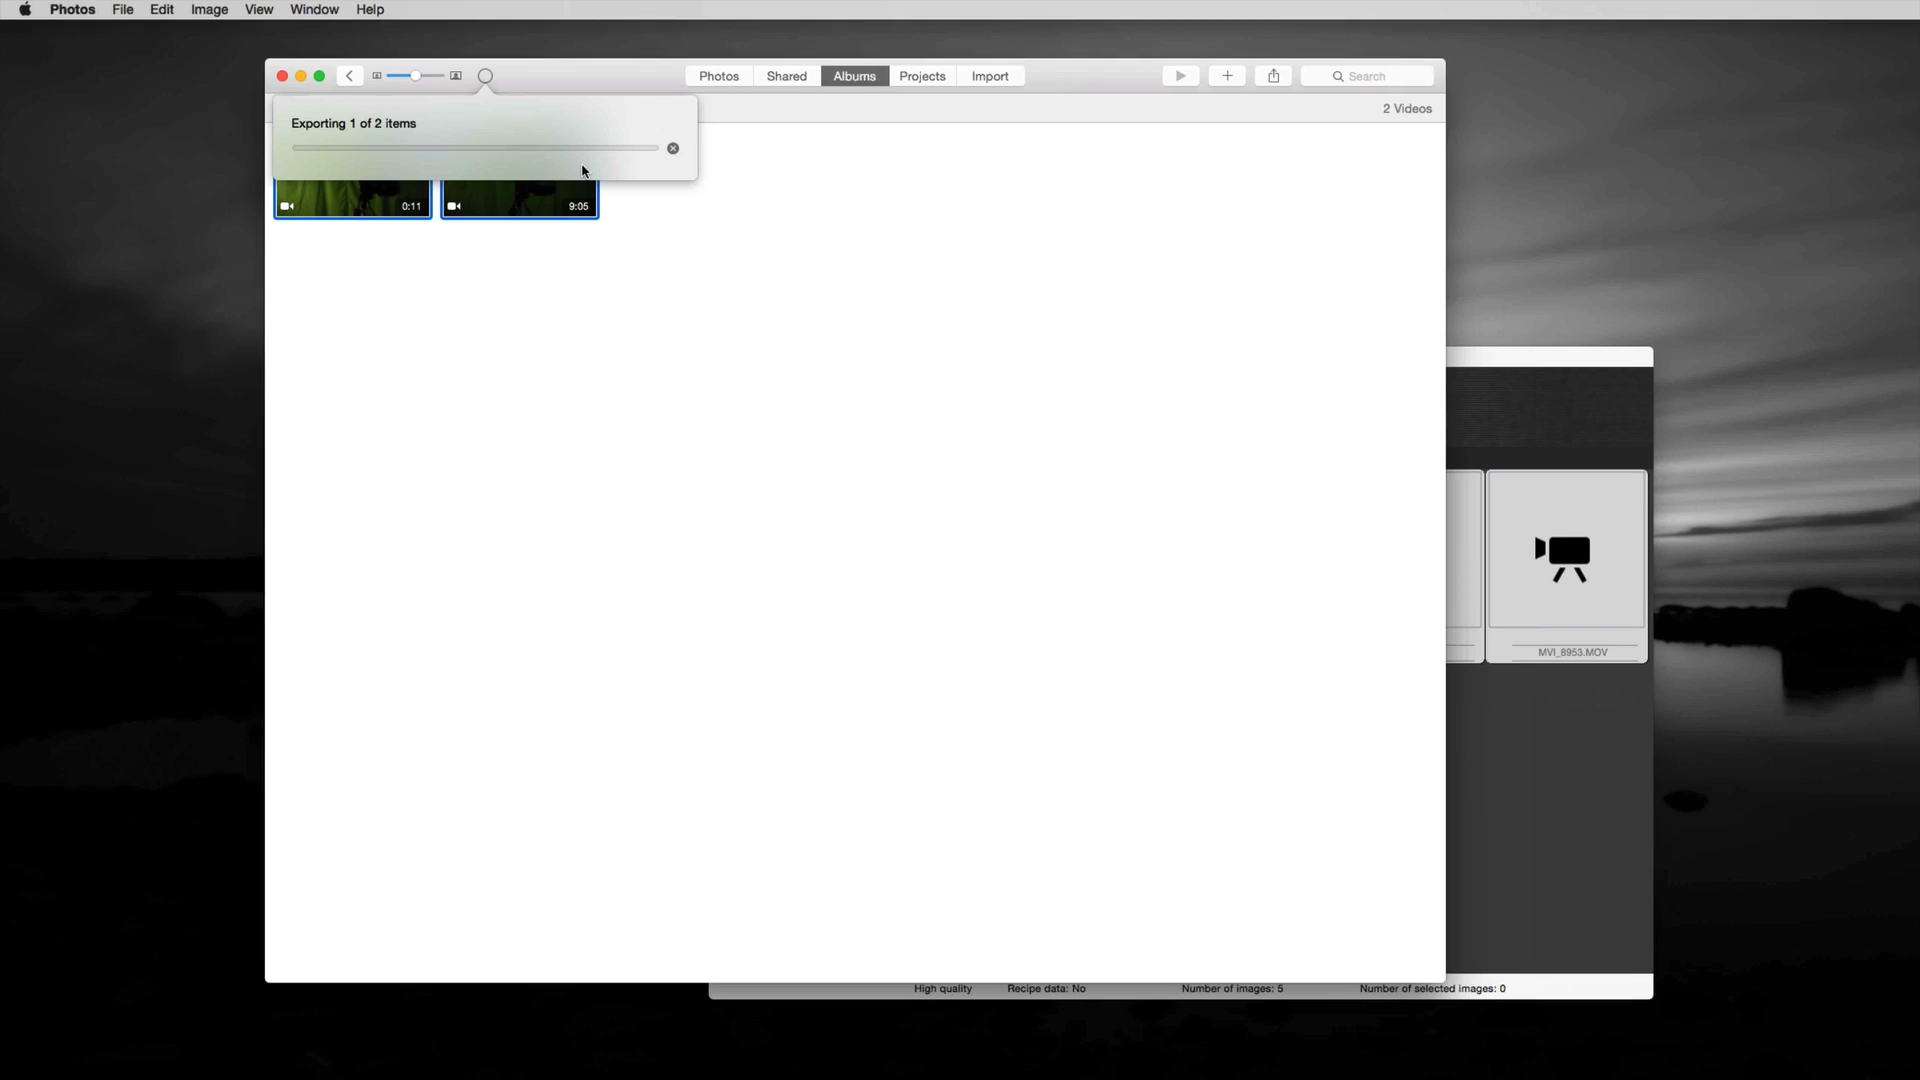 Photos File Edit Image View Window Help
Photos Shared Albums Projects Import
Search
2 Videos
Exporting 1 of 2 items
0:11
9:05
MVI_8953.MOV
High quality Recipe data: No Number of images: 5 Number of selected images: 0